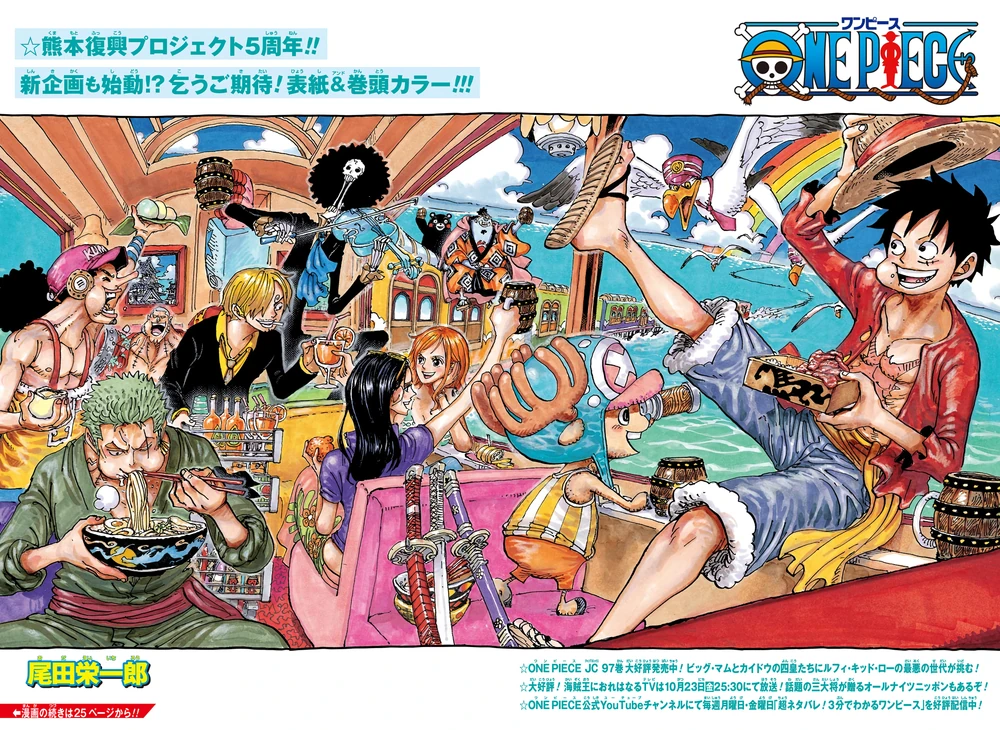 ☆熊本復興プロジェクト5周年!!
新企画も始動!?乞うご期待!表紙&巻頭カラー!!!
ワンピース
ONE PIECE
尾田栄一郎
←漫画の続きは25ページから!!
☆ONE PIECE JC 97巻大好評発売中!ビッグ・マムとカイドウの四皇たちにルフィ・キッド・ローの最悪の世代が挑む!
☆大好評!海賊王におれはなるTVは10月23日㊎25:30にて放送!話題の三大将が贈るオールナイツニッポンもあるぞ!
☆ONE PIECE公式YouTubeチャンネルにて毎週月曜日・金曜日「超ネタバレ!3分でわかるワンピース」を好評配信中!